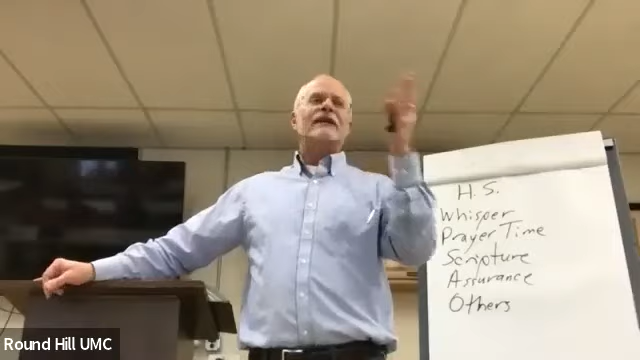 H.S.
Whisper
Prayer Time
Scripture
Assurance
Others
Round Hill UMC